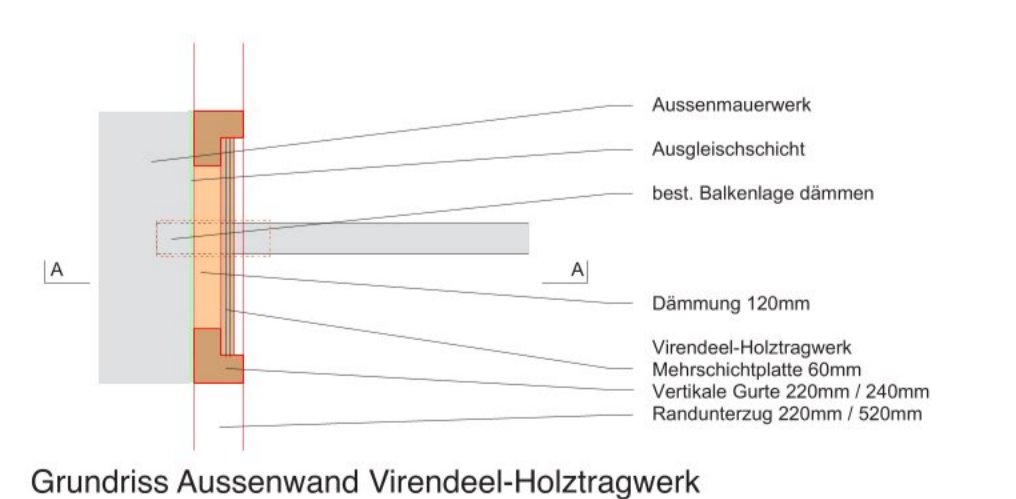 Aussenmauerwerk
Ausgleischschicht
best. Balkenlage dämmen
A
A
Dämmung 120mm
Virendeel-Holztragwerk
Mehrschichtplatte 60mm
Vertikale Gurte 220mm / 240mm
Randunterzug 220mm / 520mm
Grundriss Aussenwand Virendeel-Holztragwerk